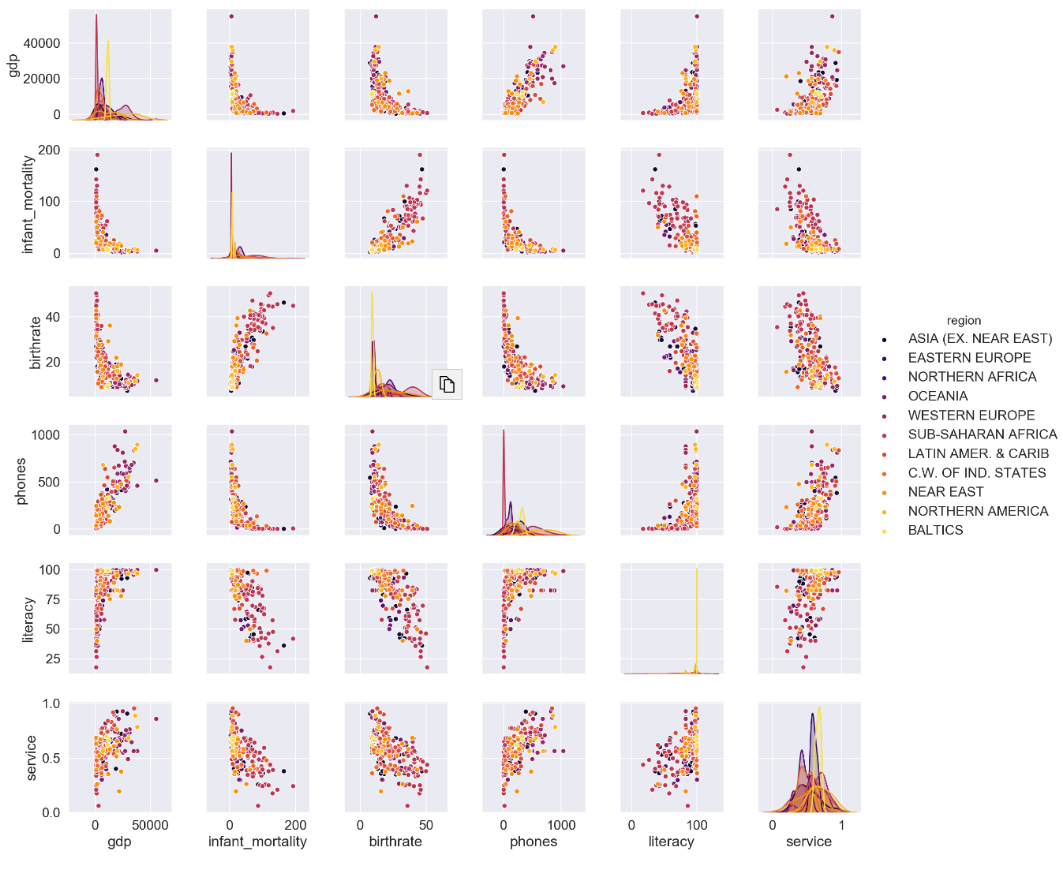 gdp
40000
20000
0
infant_mortality
200
100
0
birthrate
40
20
phones
1000
500
0
literacy
100
75
50
25
service
1.0
0.5
0.0
0 50000
0 200
0 50
0 1000
0 100
0 1
gdp
infant_mortality
birthrate
phones
literacy
service
region
ASIA (EX. NEAR EAST)
EASTERN EUROPE
NORTHERN AFRICA
OCEANIA
WESTERN EUROPE
SUB-SAHARAN AFRICA
LATIN AMER. & CARIB
C.W. OF IND. STATES
NEAR EAST
NORTHERN AMERICA
BALTICS